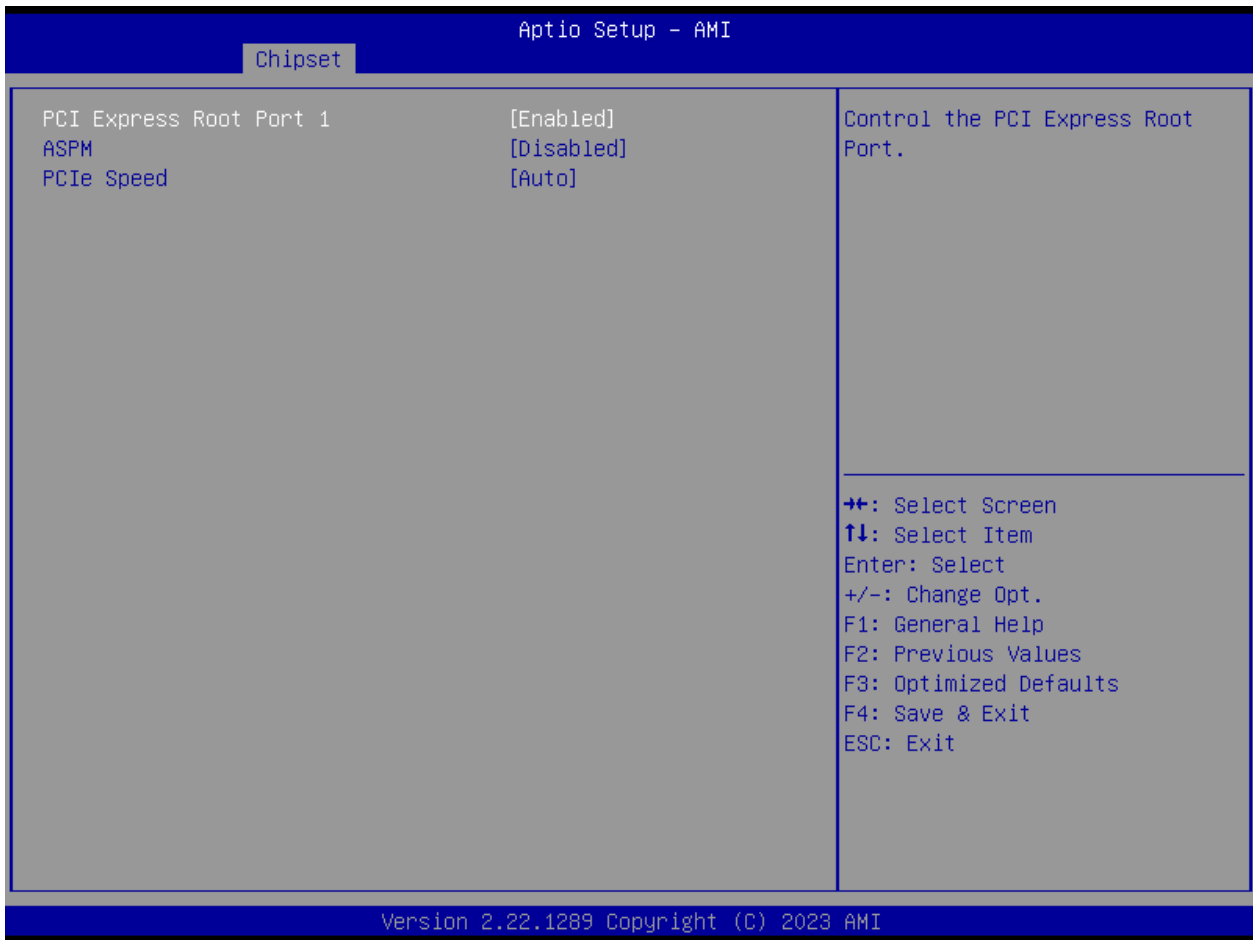 Aptio Setup – AMI
Chipset
PCI Express Root Port 1 [Enabled]
ASPM [Disabled]
PCIe Speed [Auto]
Control the PCI Express Root
Port.
→←: Select Screen
↑↓: Select Item
Enter: Select
+/-: Change Opt.
F1: General Help
F2: Previous Values
F3: Optimized Defaults
F4: Save & Exit
ESC: Exit
Version 2.22.1289 Copyright (C) 2023 AMI